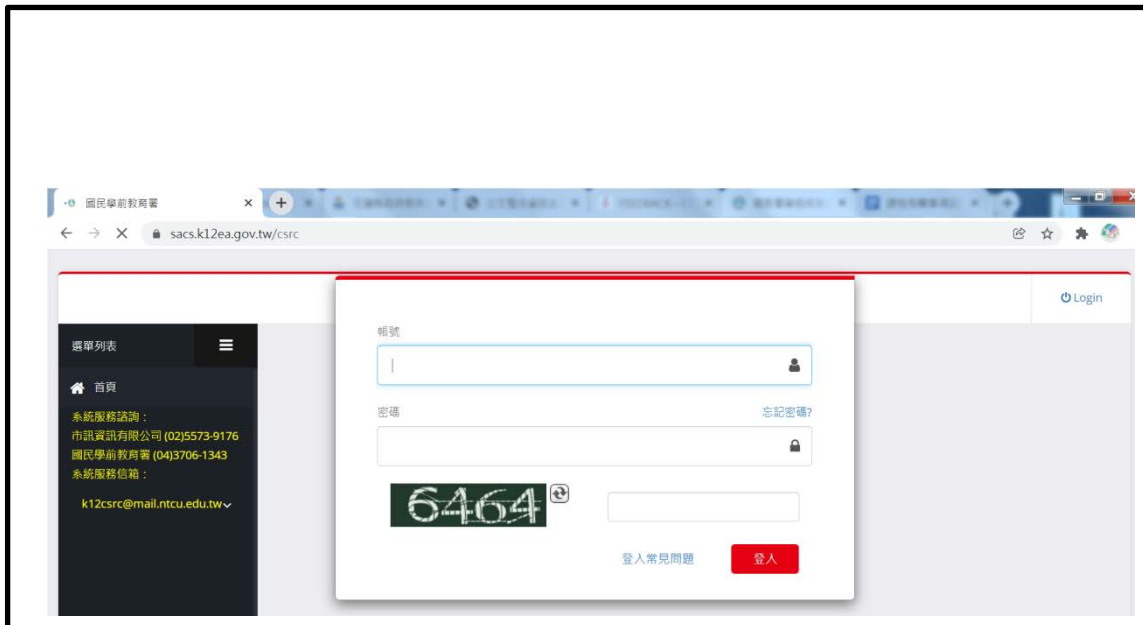 國民學前教育署
sacs.k12ea.gov.tw/csrc
Login
選單列表
首頁
系統服務諮詢：
市訊資訊有限公司 (02)5573-9176
國民學前教育署 (04)3706-1343
系統服務信箱：
k12csrc@mail.ntcu.edu.tw
帳號
密碼
忘記密碼?
6464
登入常見問題
登入